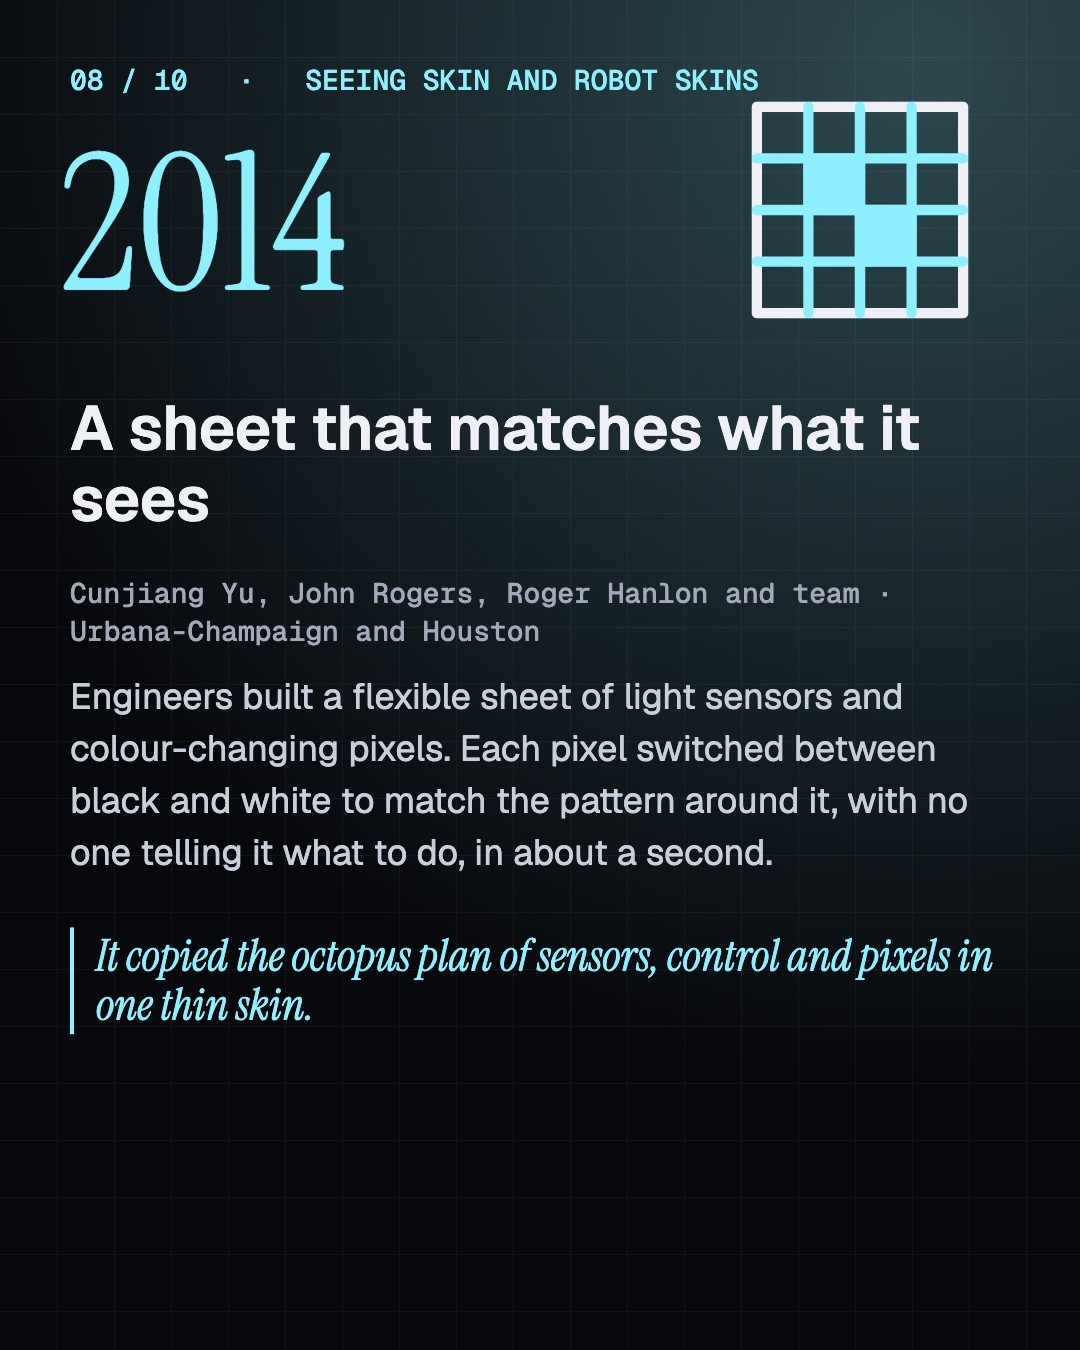 08 / 10 · SEEING SKIN AND ROBOT SKINS
2014
A sheet that matches what it
sees
Cunjiang Yu, John Rogers, Roger Hanlon and team ·
Urbana-Champaign and Houston
Engineers built a flexible sheet of light sensors and
colour-changing pixels. Each pixel switched between
black and white to match the pattern around it, with no
one telling it what to do, in about a second.
It copied the octopus plan of sensors, control and pixels in
one thin skin.